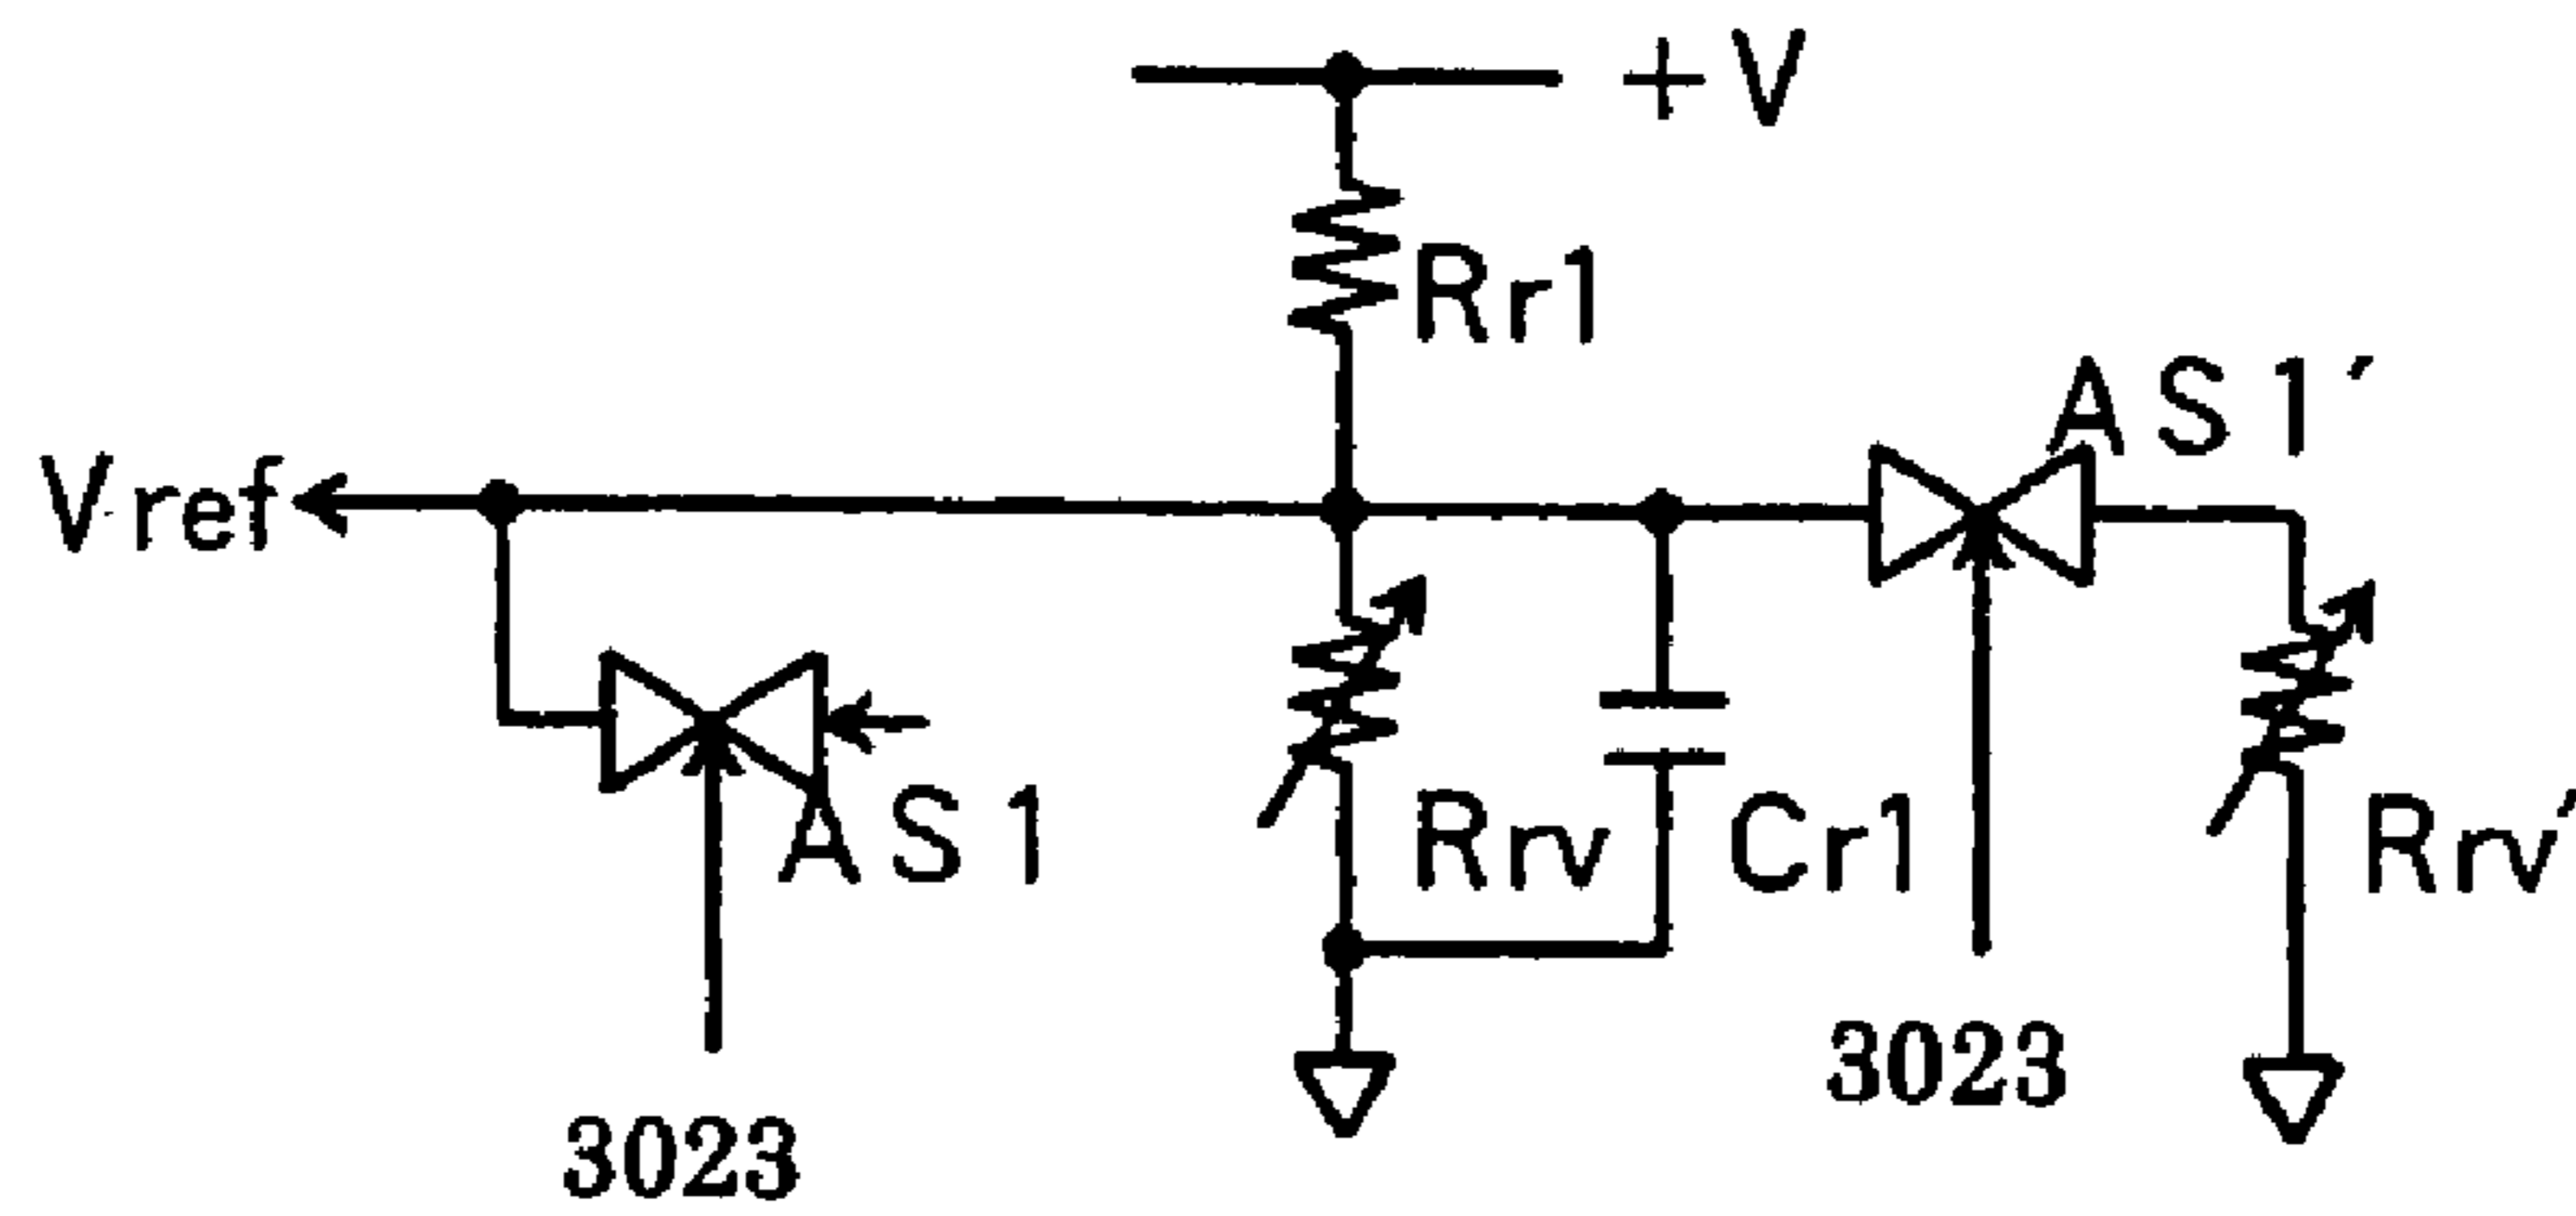 +V
Rr1
AS1′
Vref
AS1
Rrv
Cr1
Rrv′
3023
3023